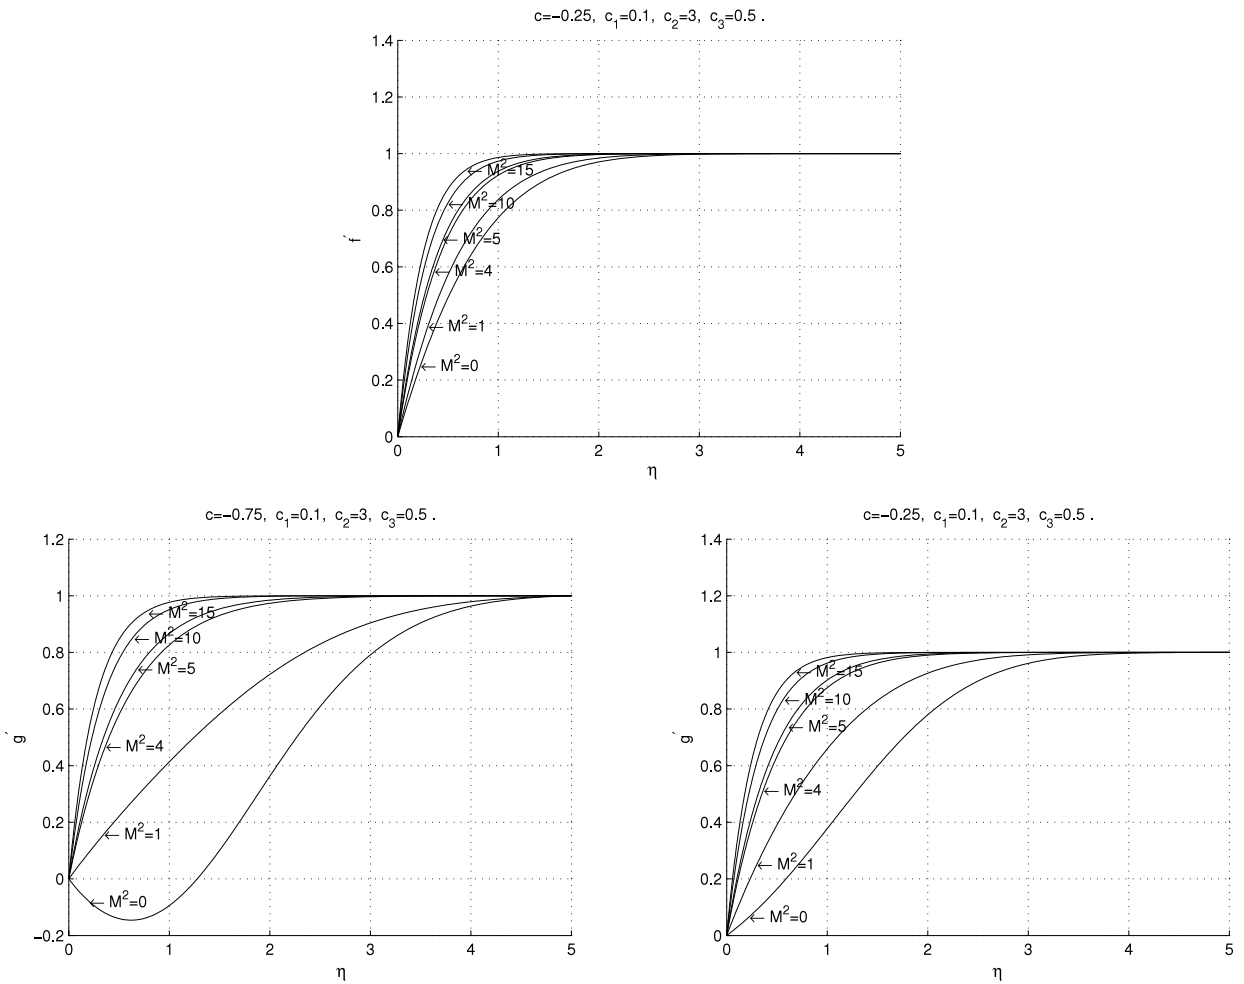 c=−0.25, c₁=0.1, c₂=3, c₃=0.5 .
1.4
1.2
1
0.8
0.6
0.4
0.2
0
f′
← M²=15
← M²=10
← M²=5
← M²=4
← M²=1
← M²=0
0 1 2 3 4 5
η
c=−0.75, c₁=0.1, c₂=3, c₃=0.5 .
1.2
1
0.8
0.6
0.4
0.2
0
−0.2
g′
← M²=15
← M²=10
← M²=5
← M²=4
← M²=1
← M²=0
0 1 2 3 4 5
η
c=−0.25, c₁=0.1, c₂=3, c₃=0.5 .
1.4
1.2
1
0.8
0.6
0.4
0.2
0
g′
← M²=15
← M²=10
← M²=5
← M²=4
← M²=1
← M²=0
0 1 2 3 4 5
η